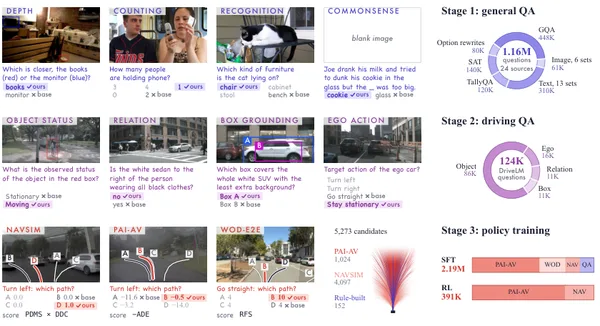 DEPTH
COUNTING
RECOGNITION
COMMONSENSE
blank image
Which is closer, the books
(red) or the monitor (blue)?
books ✓ours
monitor ×base
How many people
are holding phone?
3 4 1 ✓ours
0 2 ×base
Which kind of furniture
is the cat lying on?
chair ✓ours cabinet
stool bench ×base
Joe drank his milk and tried
to dunk his cookie in the
glass but the _ was too big.
cookie ✓ours glass ×base
OBJECT STATUS
RELATION
BOX GROUNDING
EGO ACTION
A
B
What is the observed status
of the object in the red box?
Stationary ×base
Moving ✓ours
Is the white sedan to the
right of the person
wearing all black clothes?
no ✓ours
yes ×base
Which box covers the
whole white SUV with the
least extra background?
Box A ✓ours
Box B ×base
Target action of the ego car?
Turn left
Turn right
Go straight ×base
Stay stationary ✓ours
NAVSIM
PAI-AV
WOD-E2E
B
D
A
C
A
B
C
D
A
B
D
C
Turn left: which path?
A 0.0 B 0.0 ×base
C 0.0 D 1.0 ✓ours
score PDMS × DDC
Turn left: which path?
A −11.6 ×base B −0.5 ✓ours
C −3.2 D −14.0
score −ADE
Go straight: which path?
A 4 B 10 ✓ours
C 4 D 4 ×base
score RFS
5,273 candidates
PAI-AV
1,024
NAVSIM
4,097
Rule-built
152
Stage 1: general QA
GQA
448K
Option rewrites
80K
SAT
140K
TallyQA
120K
1.16M
questions
24 sources
Image, 6 sets
61K
Text, 13 sets
310K
Stage 2: driving QA
Ego
16K
Object
86K
124K
DriveLM
questions
Relation
11K
Box
11K
Stage 3: policy training
SFT
2.19M
PAI-AV WOD NAV QA
RL
391K
PAI-AV NAV